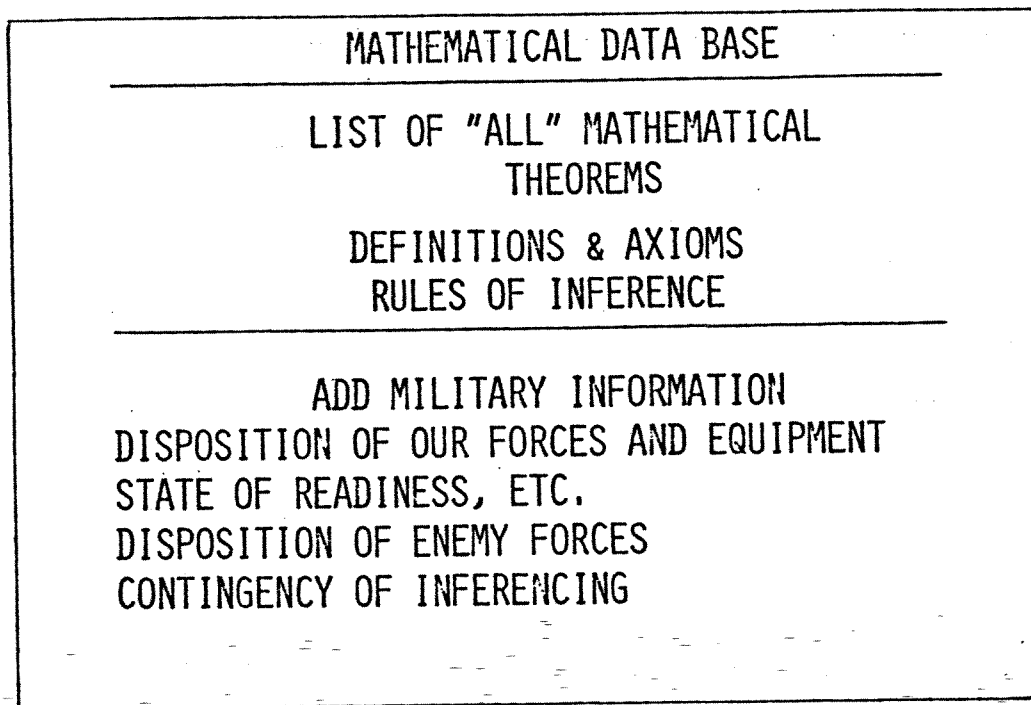 MATHEMATICAL DATA BASE
LIST OF "ALL" MATHEMATICAL
THEOREMS
DEFINITIONS & AXIOMS
RULES OF INFERENCE
ADD MILITARY INFORMATION
DISPOSITION OF OUR FORCES AND EQUIPMENT
STATE OF READINESS, ETC.
DISPOSITION OF ENEMY FORCES
CONTINGENCY OF INFERENCING